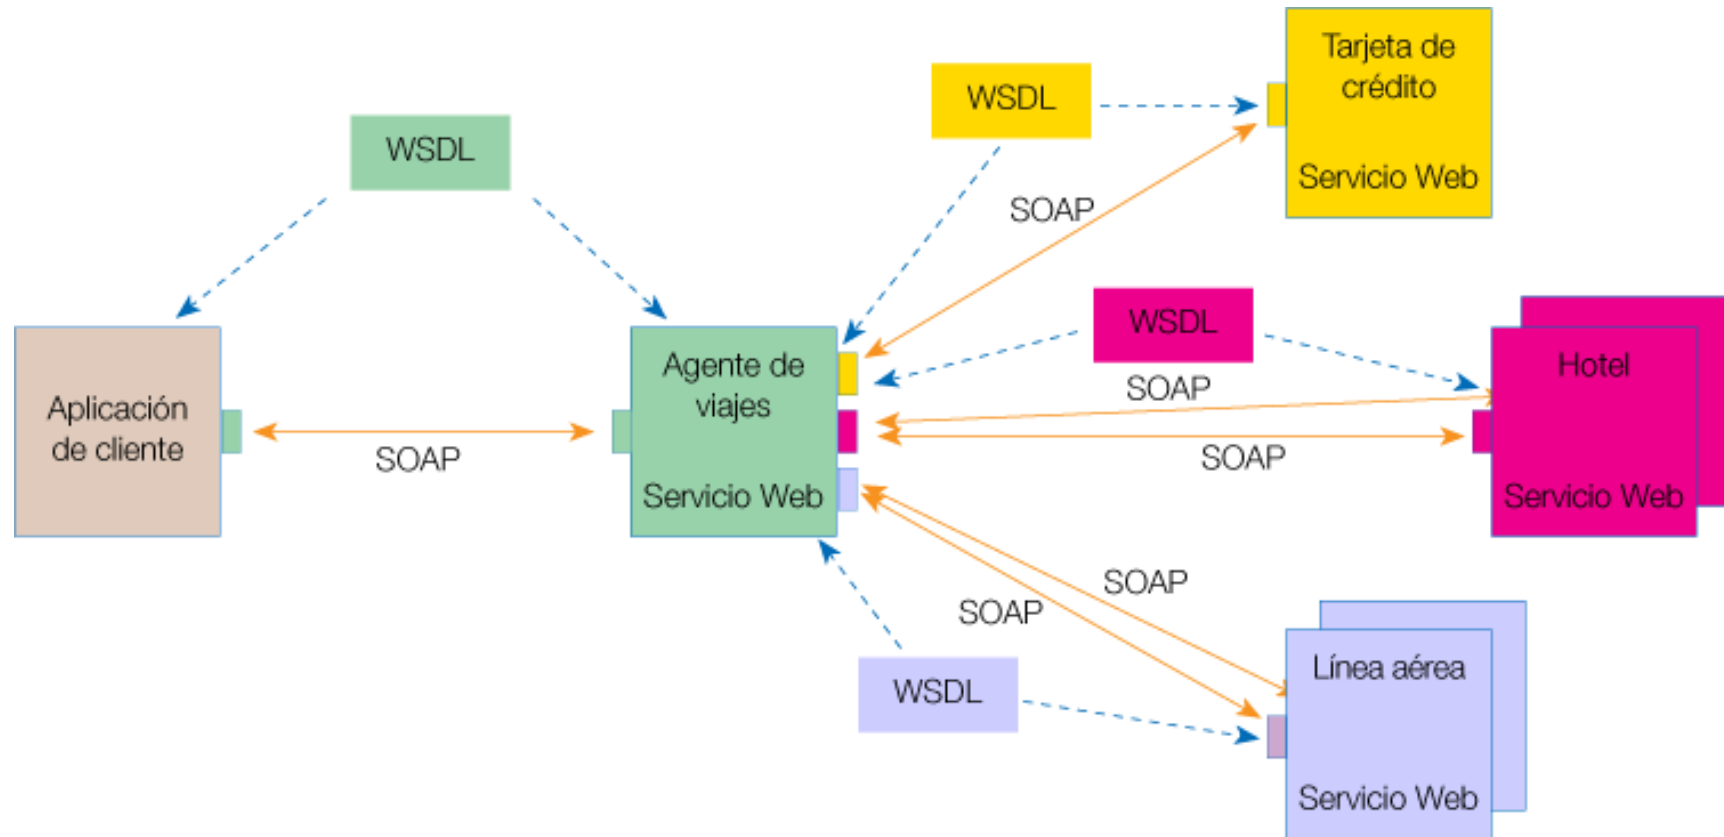 Tarjeta de
crédito
Servicio Web
WSDL
SOAP
WSDL
Aplicación
de cliente
SOAP
Agente de
viajes
Servicio Web
WSDL
SOAP
SOAP
Hotel
Servicio Web
SOAP
SOAP
WSDL
Línea aérea
Servicio Web